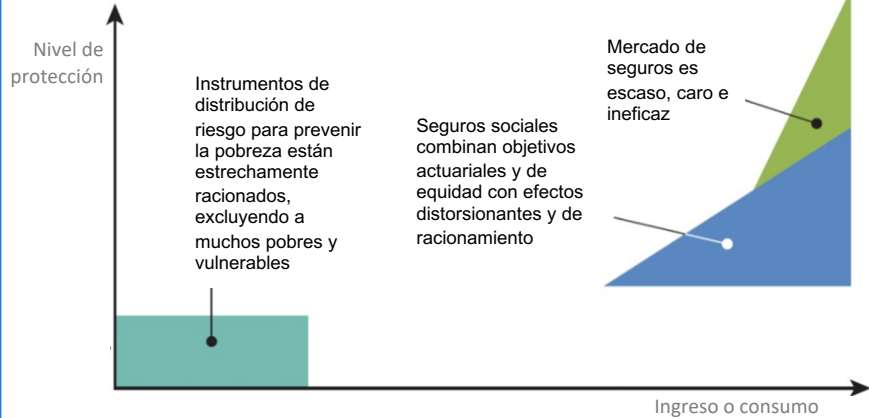 Nivel de
protección
Instrumentos de
distribución de
riesgo para prevenir
la pobreza están
estrechamente
racionados,
excluyendo a
muchos pobres y
vulnerables
Seguros sociales
combinan objetivos
actuariales y de
equidad con efectos
distorsionantes y de
racionamiento
Mercado de
seguros es
escaso, caro e
ineficaz
Ingreso o consumo